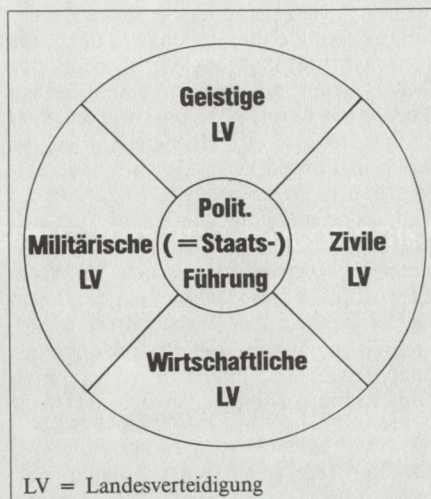 Geistige
LV
Polit.
Militärische (=Staats-) Zivile
LV Führung LV
Wirtschaftliche
LV
LV = Landesverteidigung